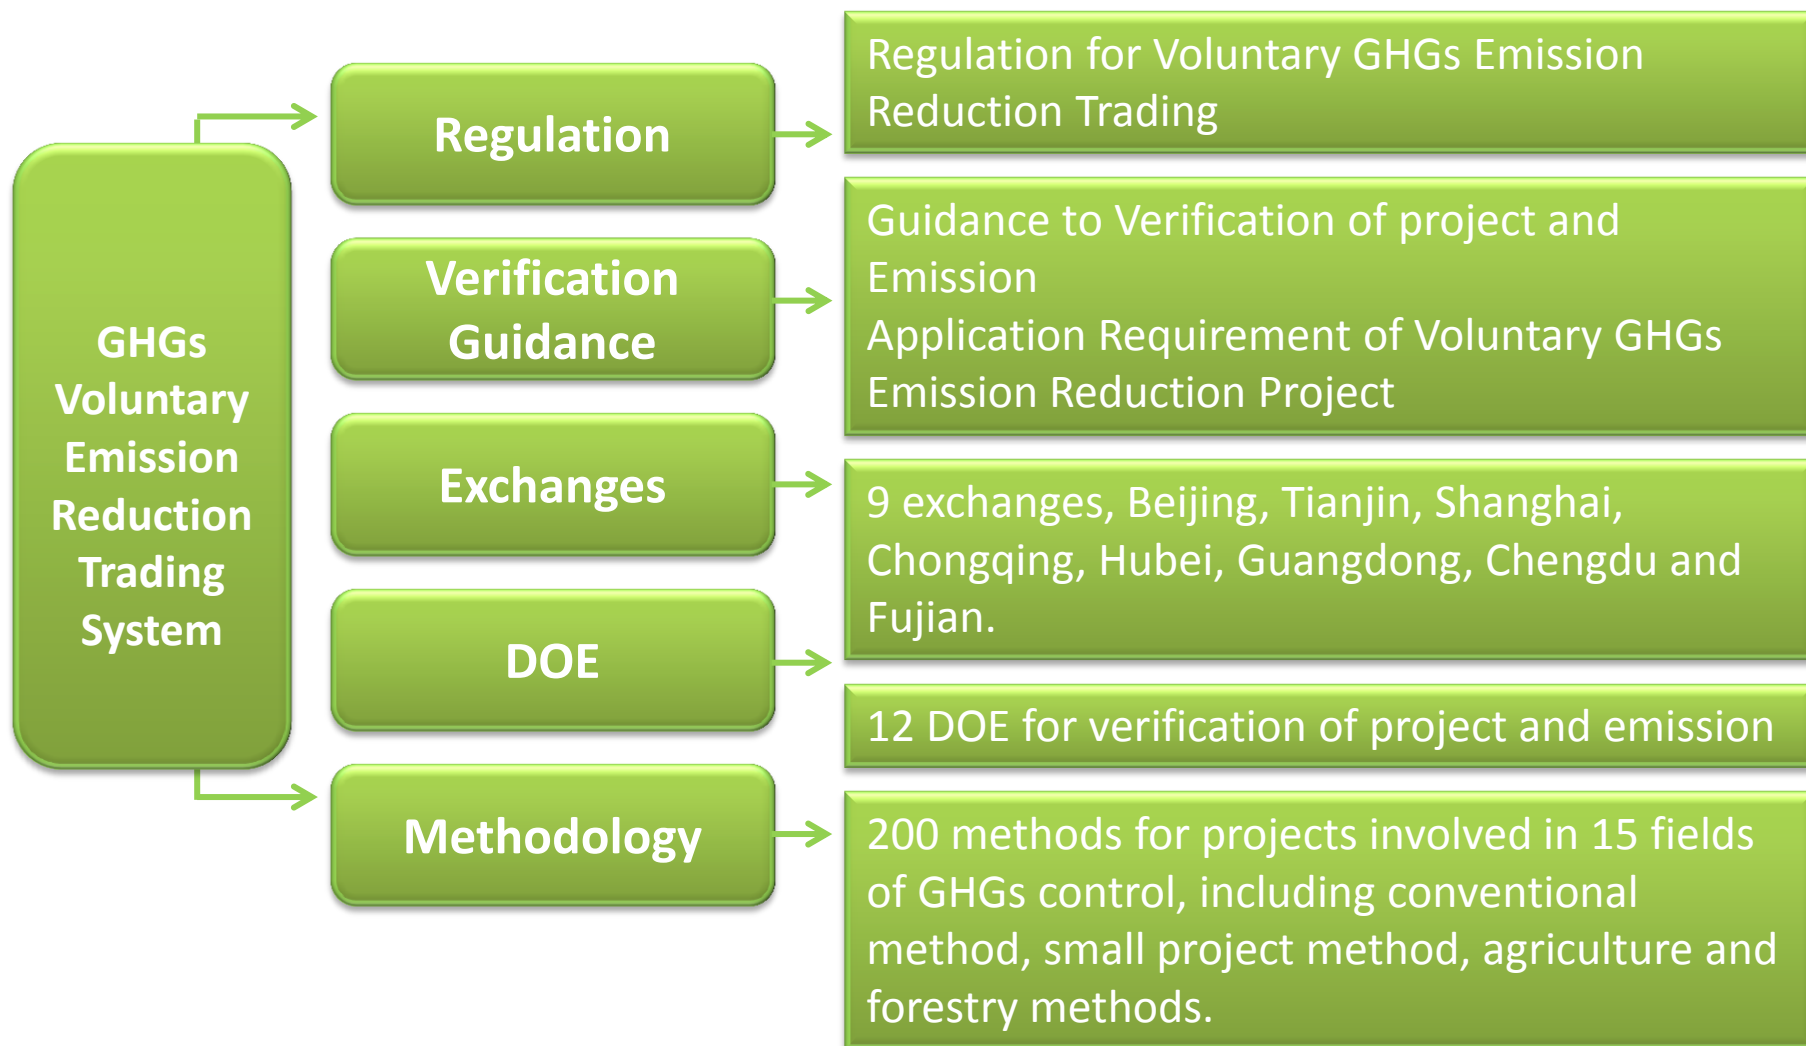 GHGs
Voluntary
Emission
Reduction
Trading
System
Regulation
Regulation for Voluntary GHGs Emission
Reduction Trading
Verification
Guidance
Guidance to Verification of project and
Emission
Application Requirement of Voluntary GHGs
Emission Reduction Project
Exchanges
9 exchanges, Beijing, Tianjin, Shanghai,
Chongqing, Hubei, Guangdong, Chengdu and
Fujian.
DOE
12 DOE for verification of project and emission
Methodology
200 methods for projects involved in 15 fields
of GHGs control, including conventional
method, small project method, agriculture and
forestry methods.